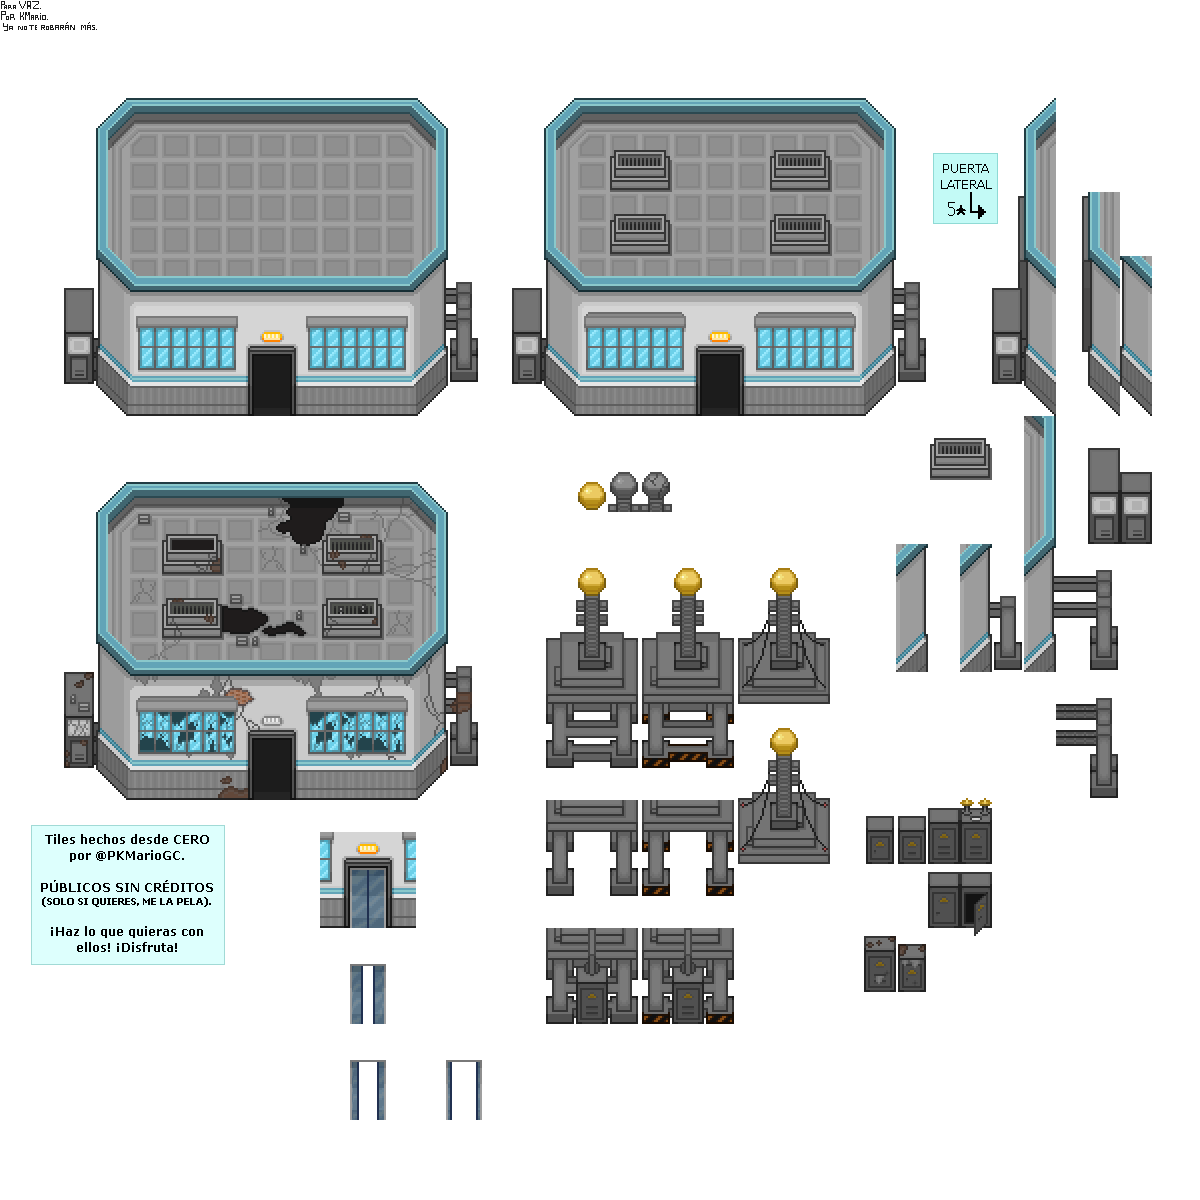 Para VAZ.
Por KMario.
Ya no te robarán más.
PUERTA
LATERAL
5
Tiles hechos desde CERO
por @PKMarioGC.
PÚBLICOS SIN CRÉDITOS
(SOLO SI QUIERES, ME LA PELA).
¡Haz lo que quieras con
ellos! ¡Disfruta!